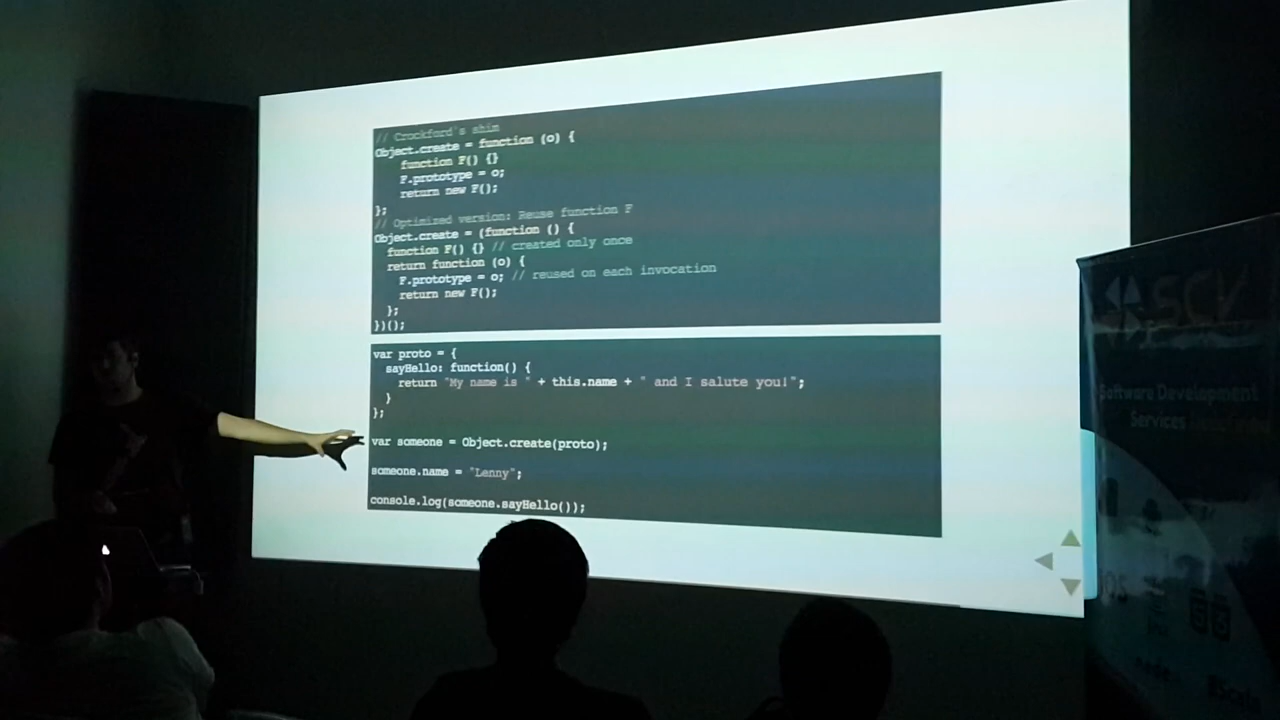 // Crockford's shim
Object.create = function (o) {
function F() {}
F.prototype = o;
return new F();
};
// Optimized version: Reuse function F
Object.create = (function () {
function F() {} // created only once
return function (o) {
F.prototype = o; // reused on each invocation
return new F();
};
})();
var proto = {
sayHello: function() {
return "My name is " + this.name + " and I salute you!";
}
};
var someone = Object.create(proto);
someone.name = "Lenny";
console.log(someone.sayHello());
SCV
Software Development
Services
iOS
Scala